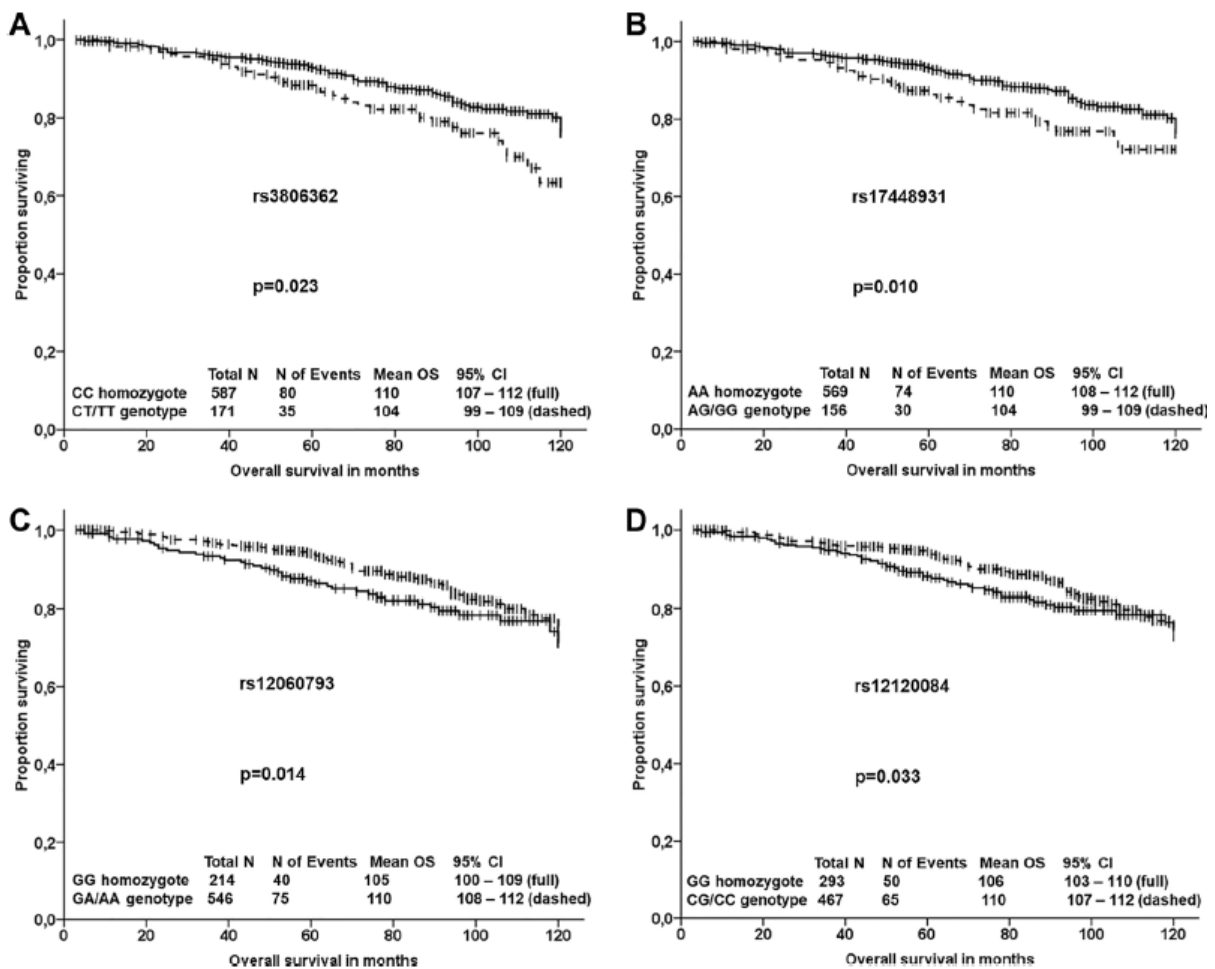 A
1,0
0,8
0,6
0,4
0,2
0,0
Proportion surviving
rs3806362
p=0.023
Total N N of Events Mean OS 95% CI
CC homozygote 587 80 110 107 – 112 (full)
CT/TT genotype 171 35 104 99 – 109 (dashed)
0 20 40 60 80 100 120
Overall survival in months
B
1,0
0,8
0,6
0,4
0,2
0,0
Proportion surviving
rs17448931
p=0.010
Total N N of Events Mean OS 95% CI
AA homozygote 569 74 110 108 – 112 (full)
AG/GG genotype 156 30 104 99 – 109 (dashed)
0 20 40 60 80 100 120
Overall survival in months
C
1,0
0,8
0,6
0,4
0,2
0,0
Proportion surviving
rs12060793
p=0.014
Total N N of Events Mean OS 95% CI
GG homozygote 214 40 105 100 – 109 (full)
GA/AA genotype 546 75 110 108 – 112 (dashed)
0 20 40 60 80 100 120
Overall survival in months
D
1,0
0,8
0,6
0,4
0,2
0,0
Proportion surviving
rs12120084
p=0.033
Total N N of Events Mean OS 95% CI
GG homozygote 293 50 106 103 – 110 (full)
CG/CC genotype 467 65 110 107 – 112 (dashed)
0 20 40 60 80 100 120
Overall survival in months